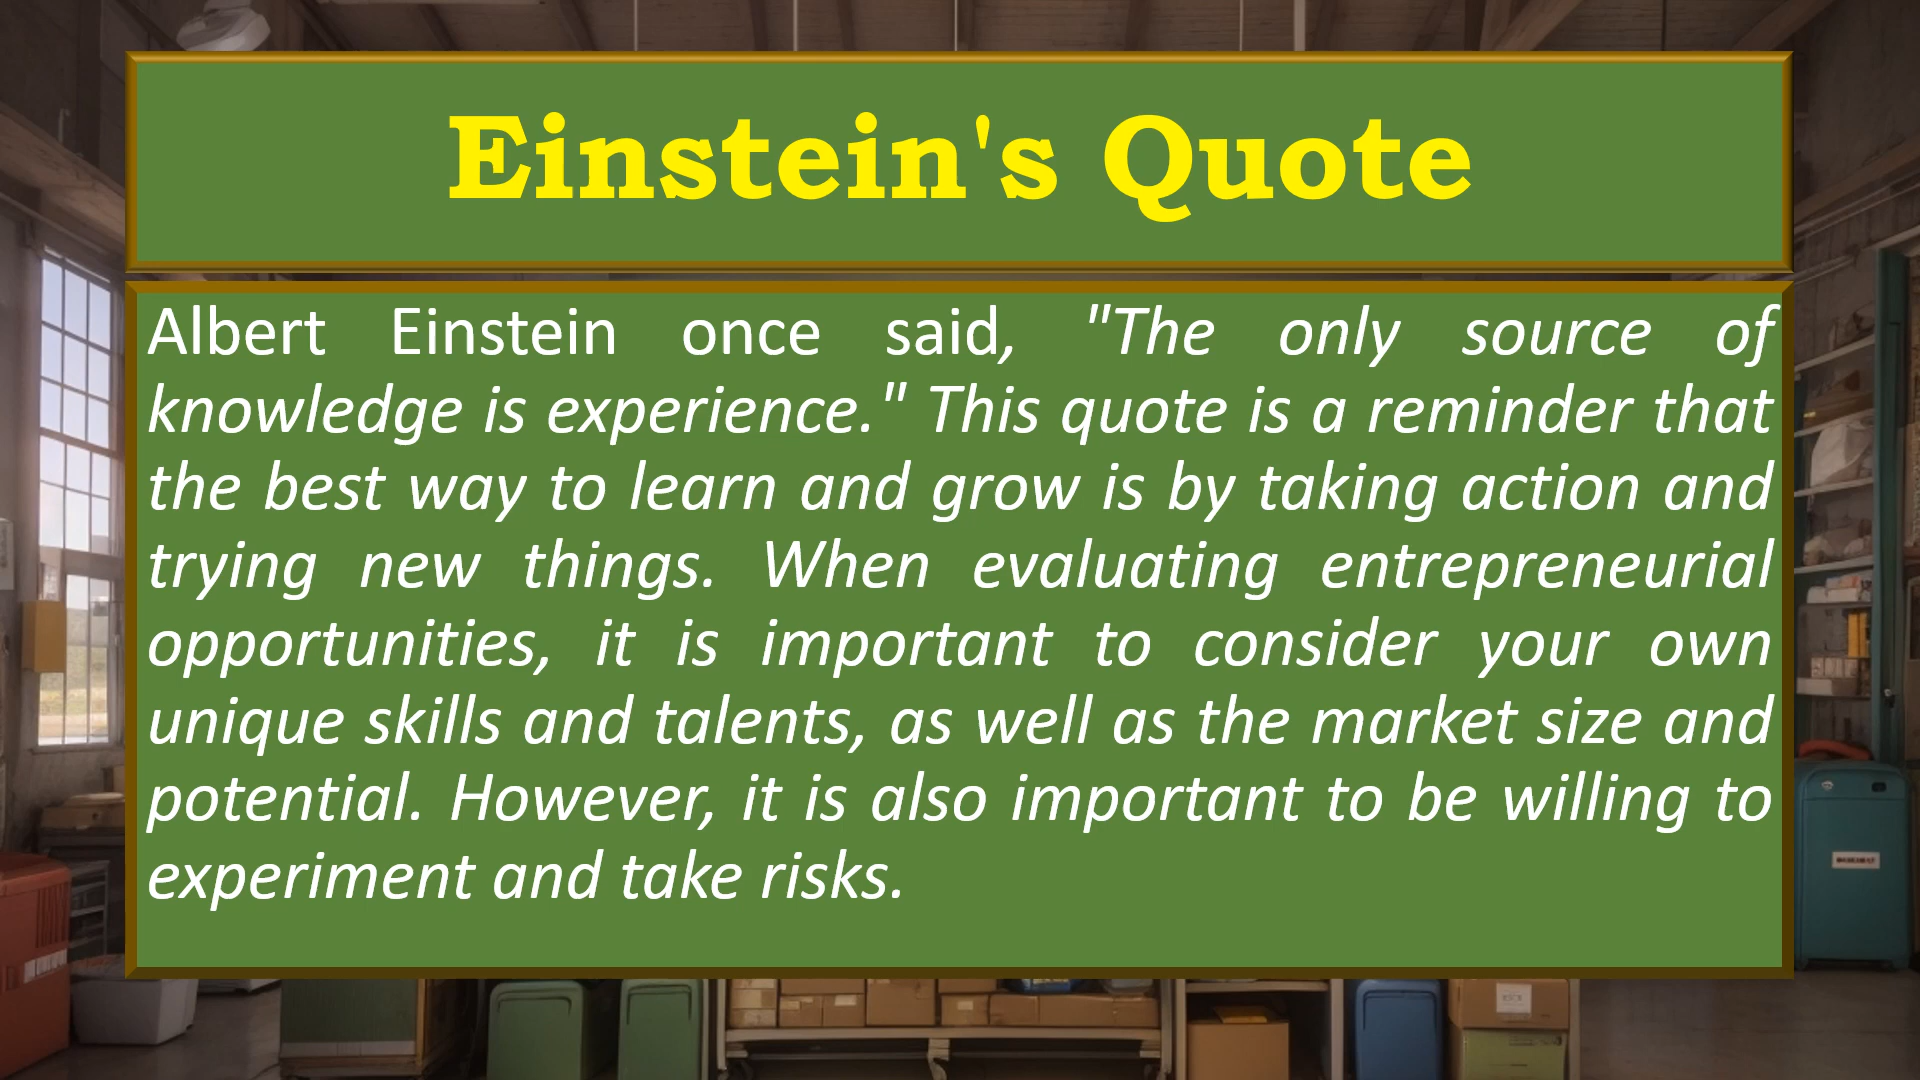 Einstein's Quote
Albert Einstein once said, "The only source of
knowledge is experience." This quote is a reminder that
the best way to learn and grow is by taking action and
trying new things. When evaluating entrepreneurial
opportunities, it is important to consider your own
unique skills and talents, as well as the market size and
potential. However, it is also important to be willing to
experiment and take risks.